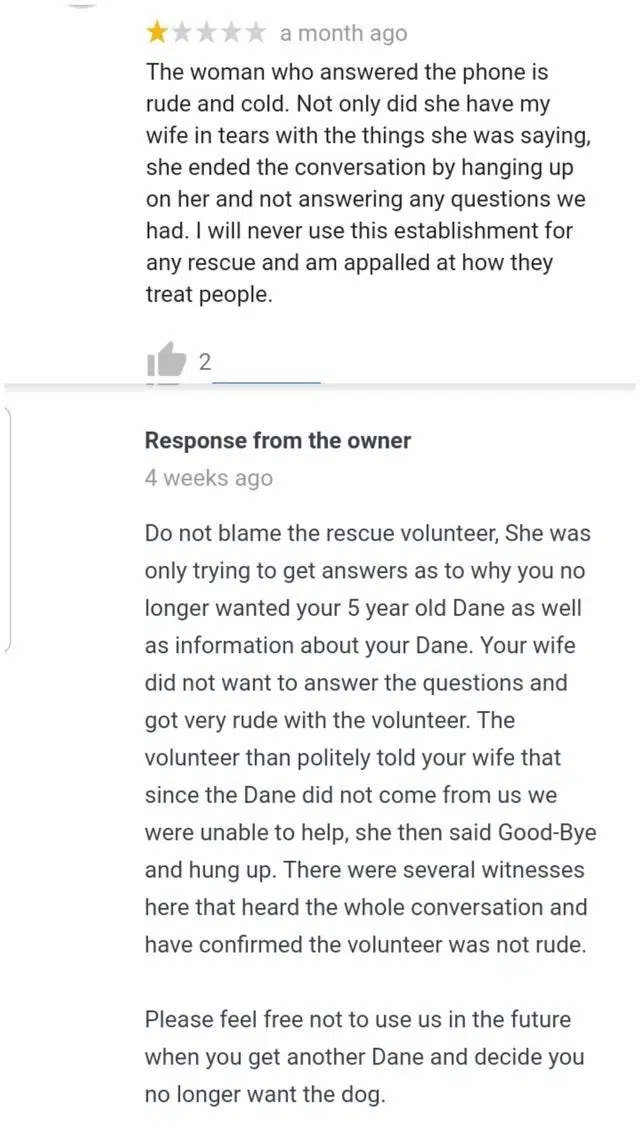 a month ago
The woman who answered the phone is
rude and cold. Not only did she have my
wife in tears with the things she was saying,
she ended the conversation by hanging up
on her and not answering any questions we
had. I will never use this establishment for
any rescue and am appalled at how they
treat people.
2
Response from the owner
4 weeks ago
Do not blame the rescue volunteer, She was
only trying to get answers as to why you no
longer wanted your 5 year old Dane as well
as information about your Dane. Your wife
did not want to answer the questions and
got very rude with the volunteer. The
volunteer than politely told your wife that
since the Dane did not come from us we
were unable to help, she then said Good-Bye
and hung up. There were several witnesses
here that heard the whole conversation and
have confirmed the volunteer was not rude.
Please feel free not to use us in the future
when you get another Dane and decide you
no longer want the dog.